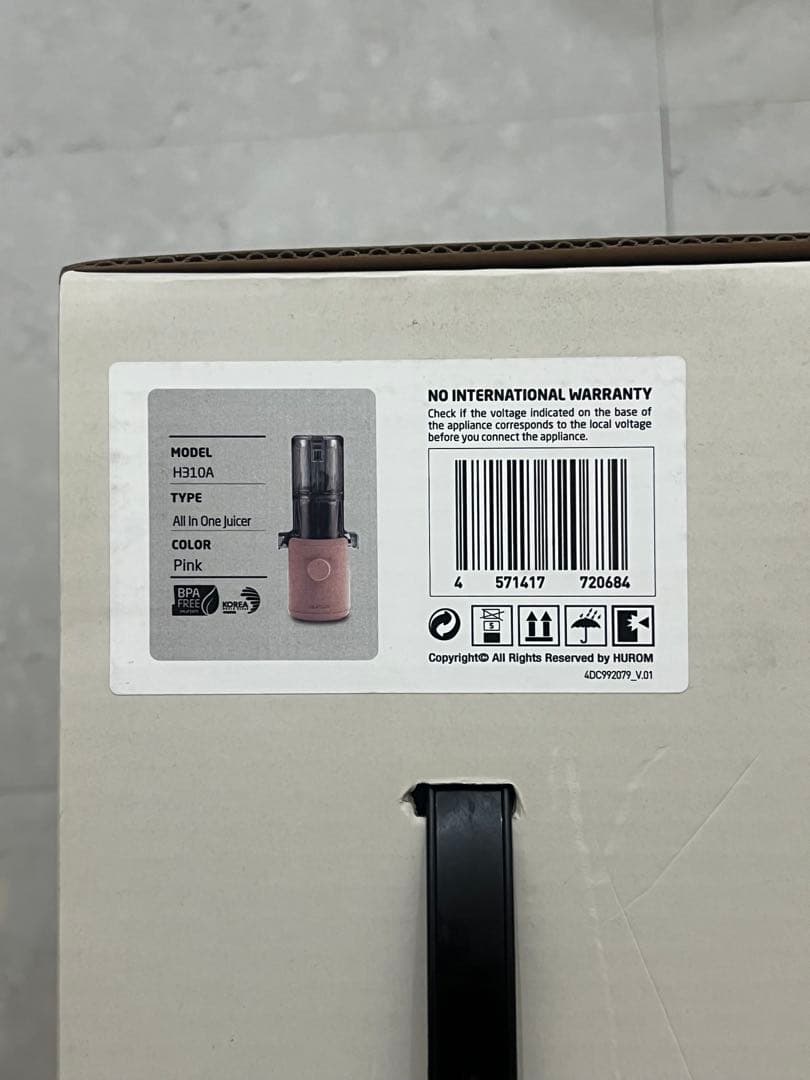 MODEL
H310A
TYPE
All In One Juicer
COLOR
Pink
BPA
FREE
KOREA
NO INTERNATIONAL WARRANTY
Check if the voltage indicated on the base of
the appliance corresponds to the local voltage
before you connect the appliance.
4 571417 720684
5
Copyright© All Rights Reserved by HUROM
4DC992079_V.01